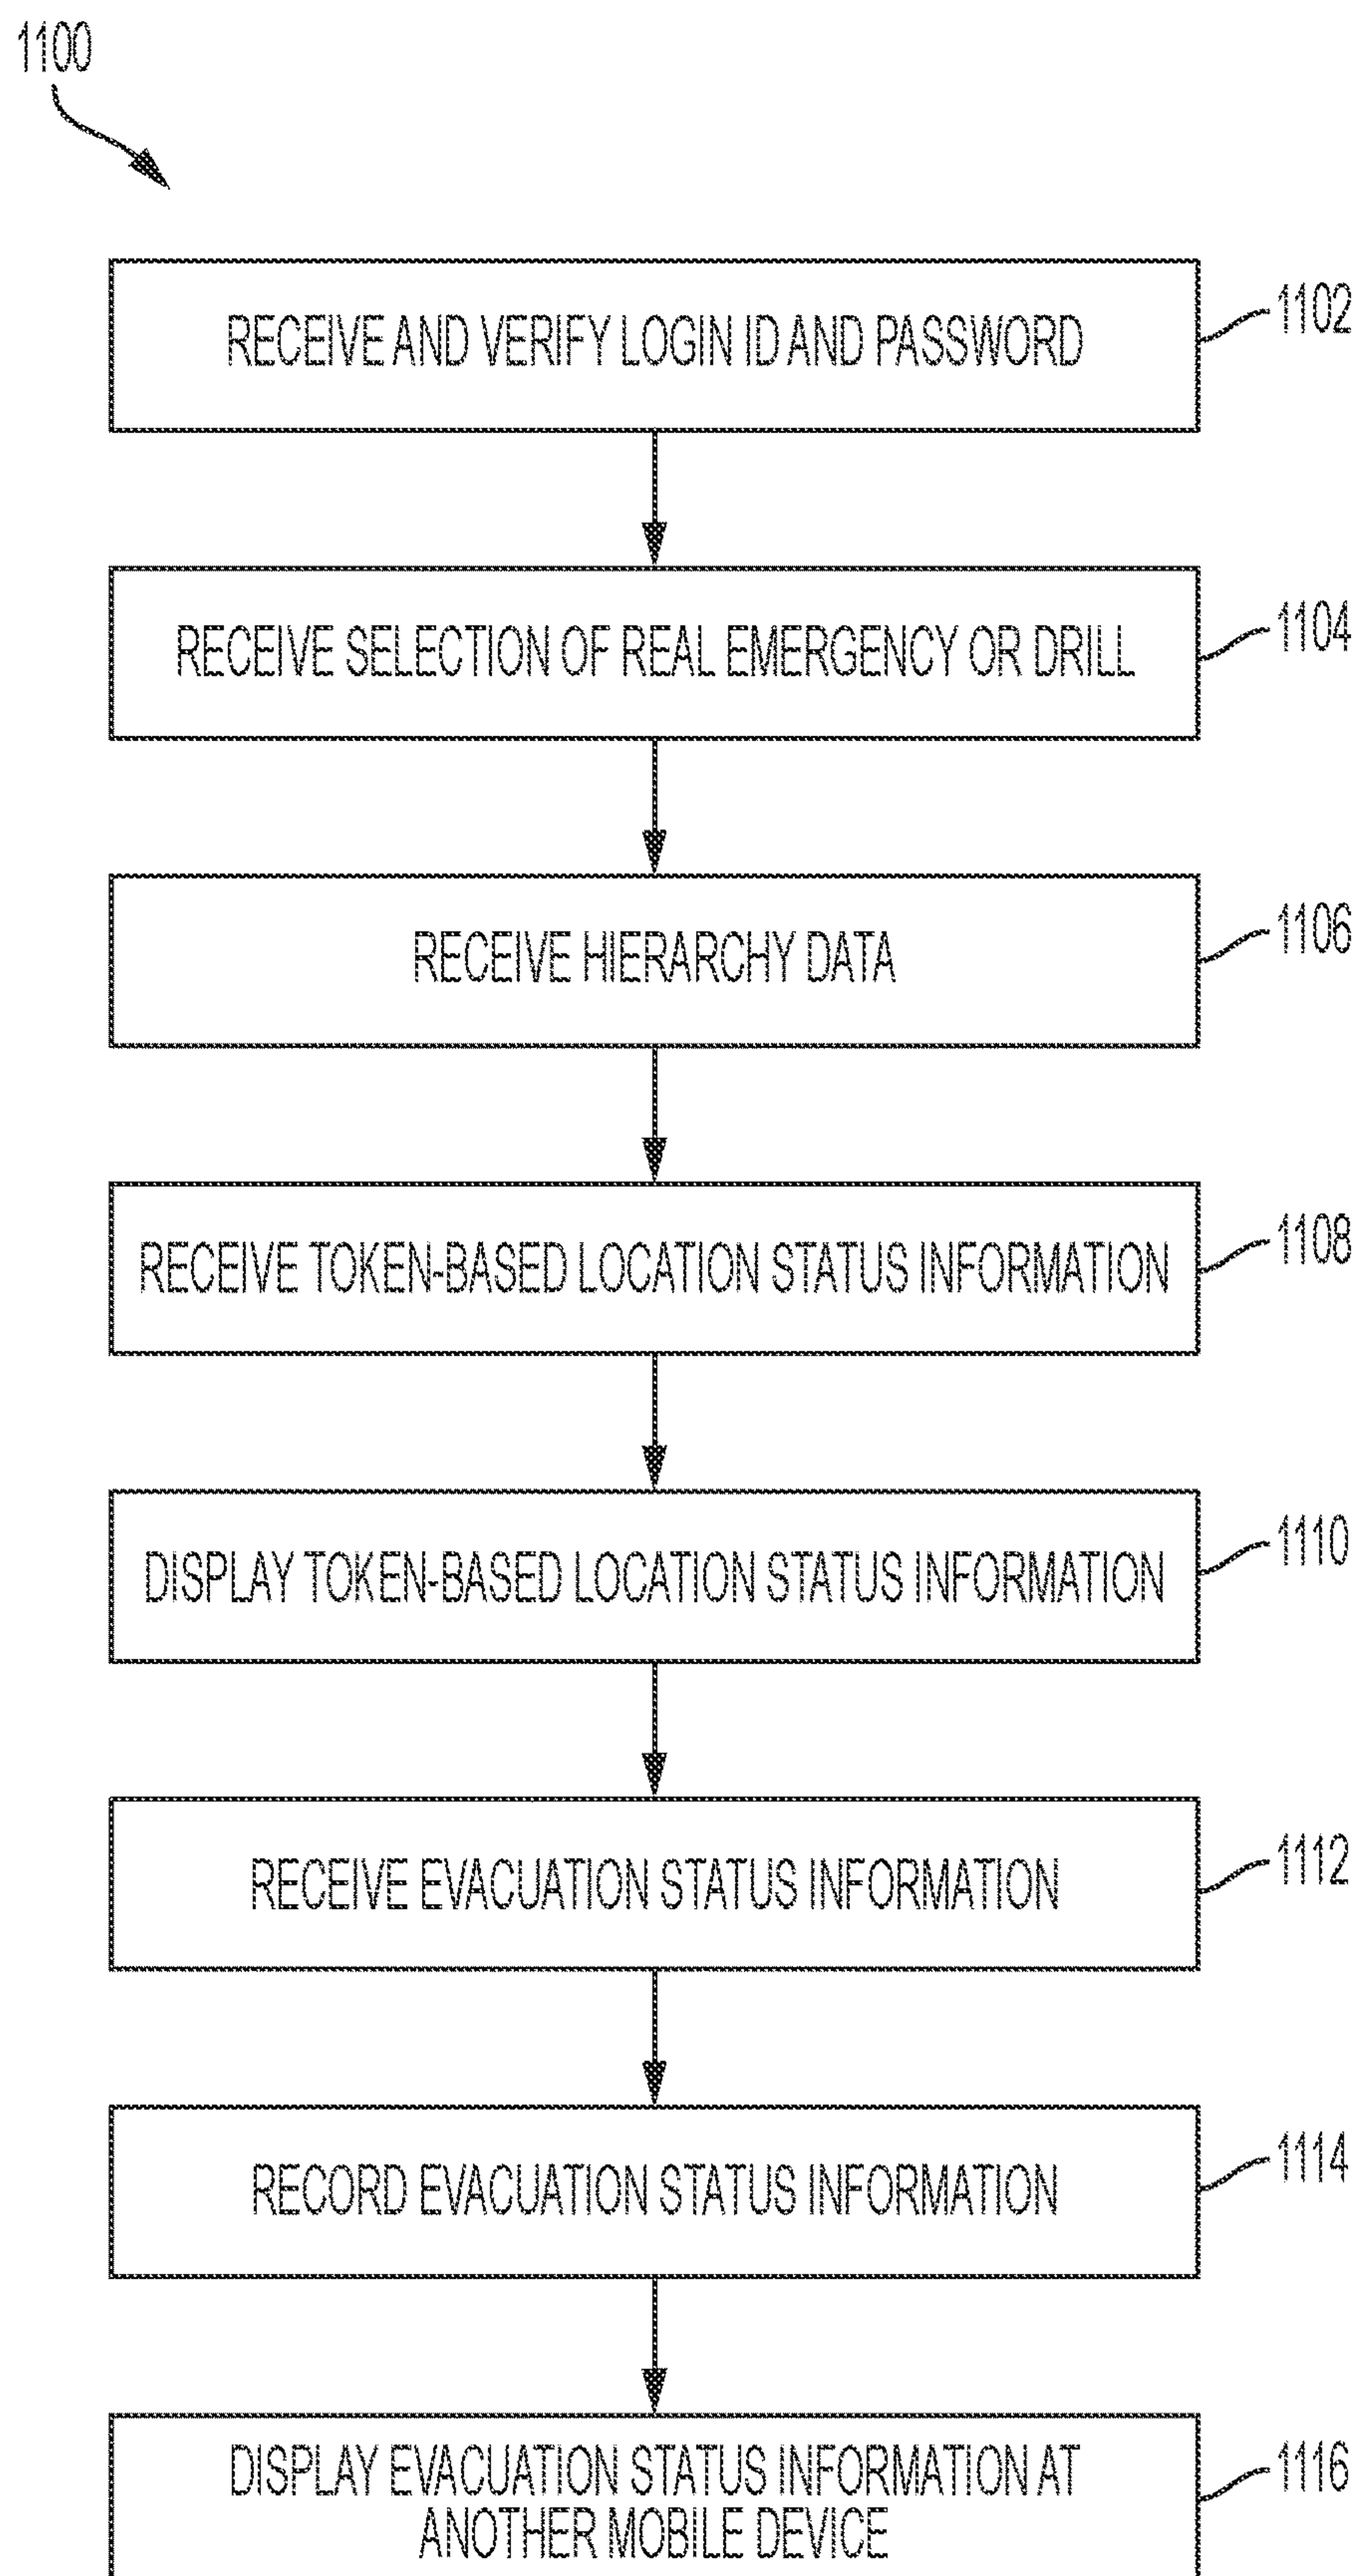 1100
RECEIVE AND VERIFY LOGIN ID AND PASSWORD
1102
RECEIVE SELECTION OF REAL EMERGENCY OR DRILL
1104
RECEIVE HIERARCHY DATA
1106
RECEIVE TOKEN-BASED LOCATION STATUS INFORMATION
1108
DISPLAY TOKEN-BASED LOCATION STATUS INFORMATION
1110
RECEIVE EVACUATION STATUS INFORMATION
1112
RECORD EVACUATION STATUS INFORMATION
1114
DISPLAY EVACUATION STATUS INFORMATION AT
ANOTHER MOBILE DEVICE
1116